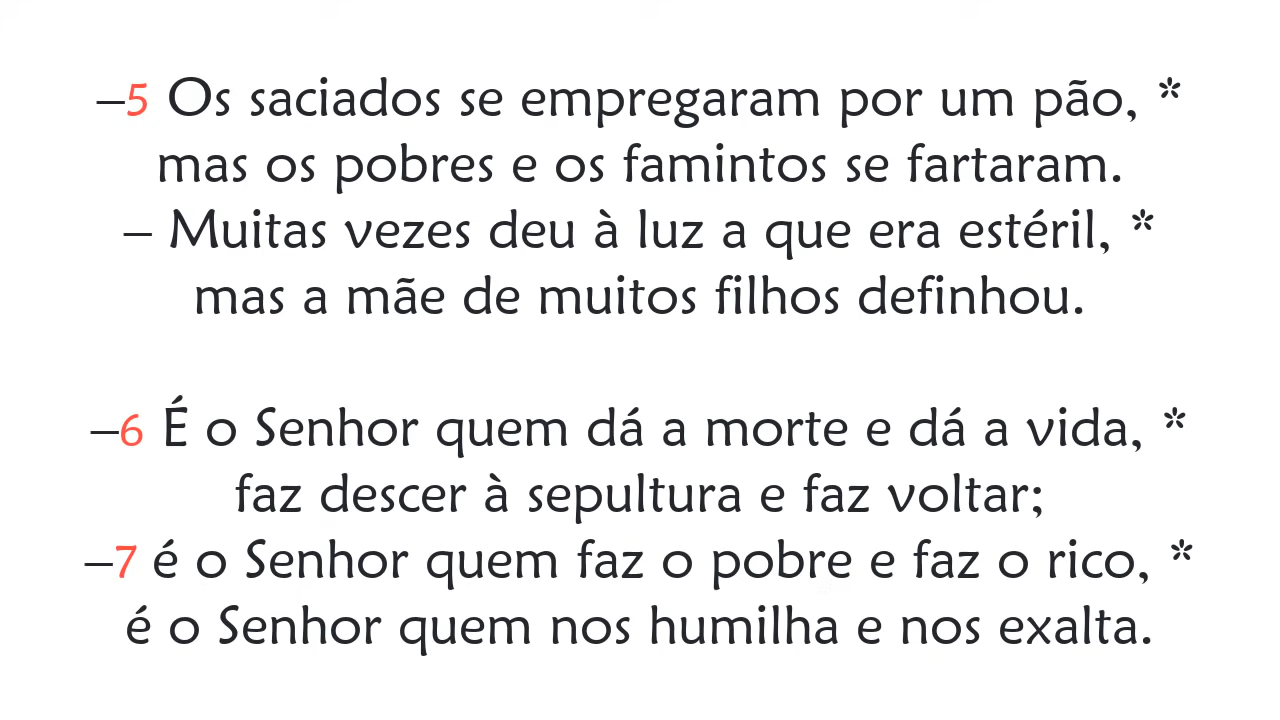 –5 Os saciados se empregaram por um pão, *
mas os pobres e os famintos se fartaram.
– Muitas vezes deu à luz a que era estéril, *
mas a mãe de muitos filhos definhou.
–6 É o Senhor quem dá a morte e dá a vida, *
faz descer à sepultura e faz voltar;
–7 é o Senhor quem faz o pobre e faz o rico, *
é o Senhor quem nos humilha e nos exalta.